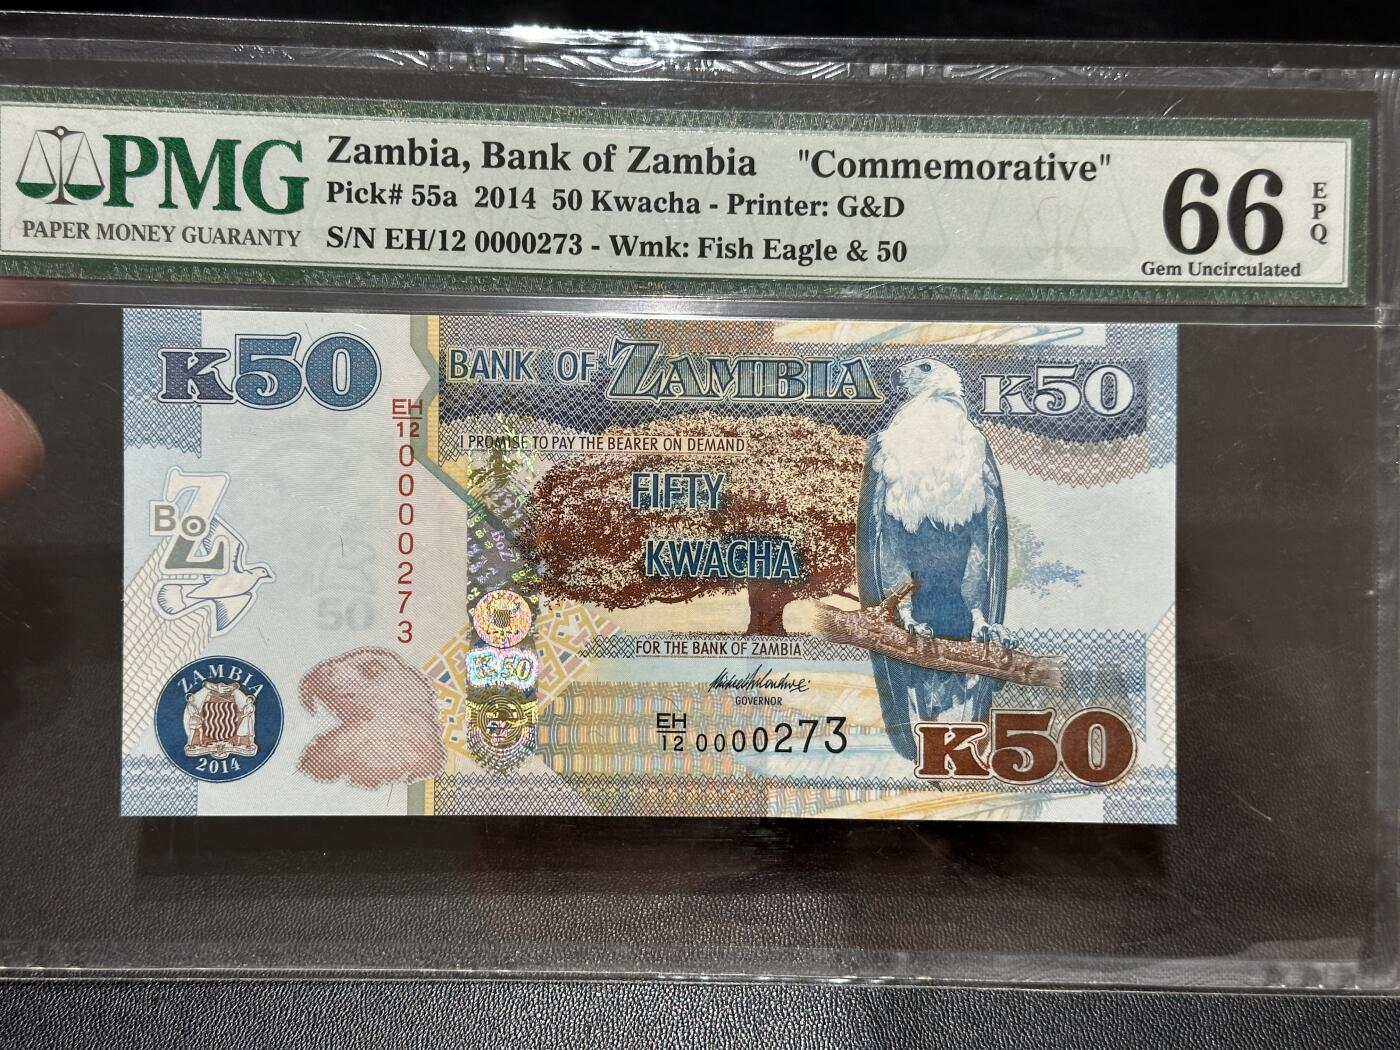 PMG
PAPER MONEY GUARANTY
Zambia, Bank of Zambia "Commemorative"
Pick# 55a 2014 50 Kwacha - Printer: G&D
S/N EH/12 0000273 - Wmk: Fish Eagle & 50
66
EPQ
Gem Uncirculated
K50
BANK OF ZAMBIA
K50
EH
12
0000273
I PROMISE TO PAY THE BEARER ON DEMAND
FIFTY
KWACHA
BoZ
BoZ
50
K 50
FOR THE BANK OF ZAMBIA
GOVERNOR
EH
12 0000273
ZAMBIA
2014
K50